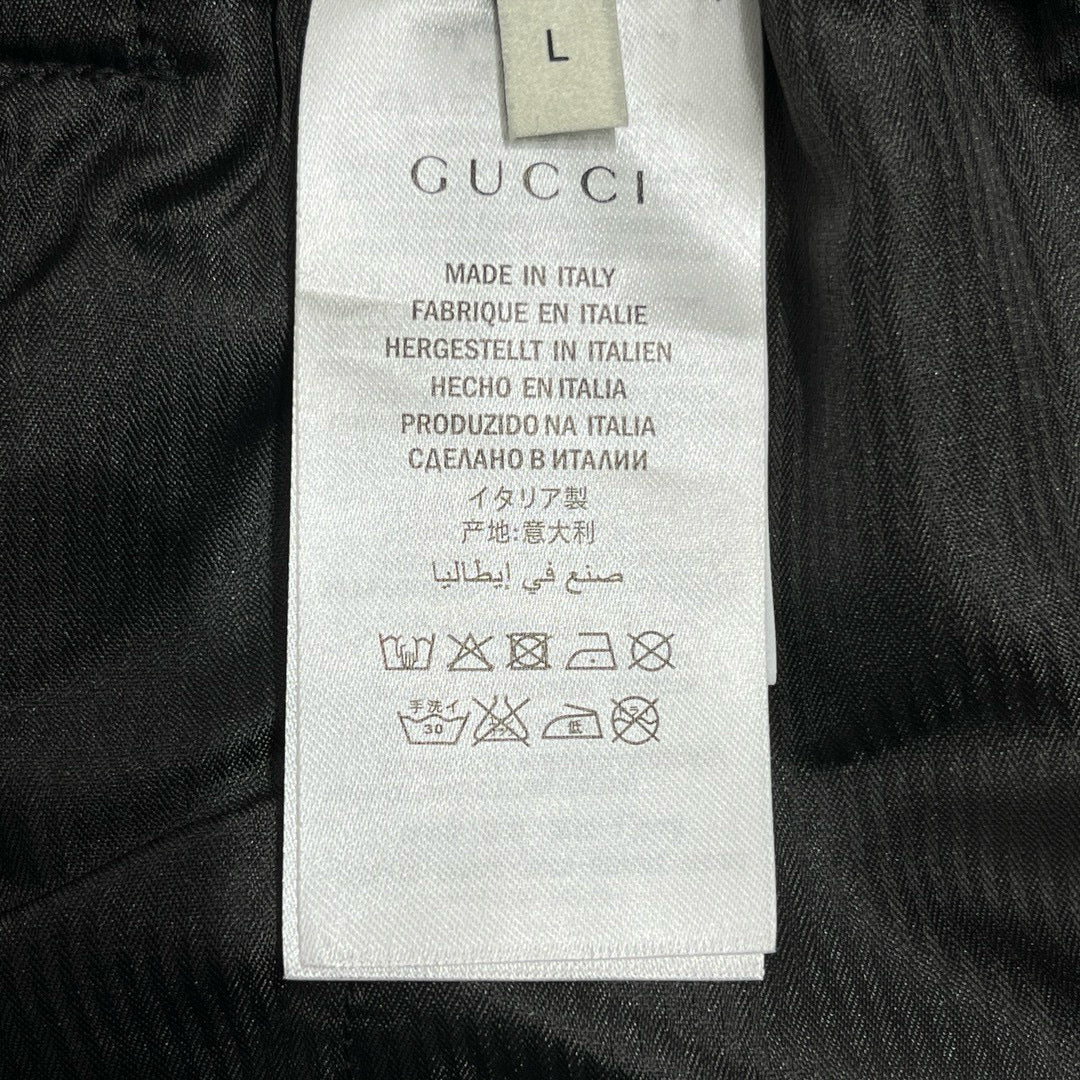 L
GUCCI
MADE IN ITALY
FABRIQUE EN ITALIE
HERGESTELLT IN ITALIEN
HECHO EN ITALIA
PRODUZIDO NA ITALIA
СДЕЛАНО В ИТАЛИИ
イタリア製
产地:意大利
صنع في إيطاليا
手洗イ
30 低